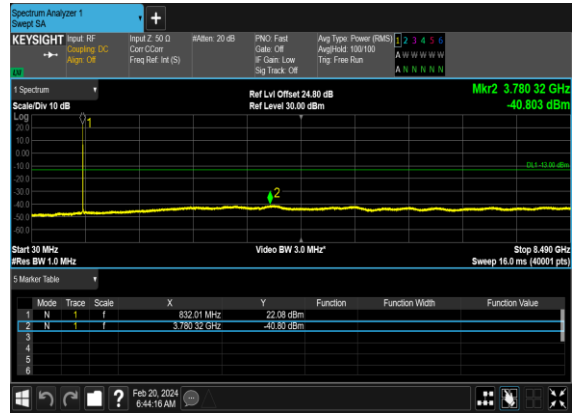 Spectrum Analyzer 1
Swept SA
+
KEYSIGHT Input: RF Input Z: 50 Ω #Atten: 20 dB PNO: Fast Avg Type: Power (RMS) 1 2 3 4 5 6
Coupling: DC Corr CCorr Gate: Off Avg|Hold: 100/100 A W W W W W
Align: Off Freq Ref: Int (S) IF Gain: Low Trig: Free Run
Sig Track: Off A N N N N N
1 Spectrum Ref Lvl Offset 24.80 dB Mkr2 3.780 32 GHz
Scale/Div 10 dB Ref Level 30.00 dBm -40.803 dBm
Log
1
20.0
10.0
0.00
DL1 -13.00 dBm
-10.0
-20.0
2
-30.0
-40.0
-50.0
-60.0
Start 30 MHz Video BW 3.0 MHz* Stop 8.490 GHz
#Res BW 1.0 MHz Sweep 16.0 ms (40001 pts)
5 Marker Table
Mode Trace Scale X Y Function Function Width Function Value
1 N 1 f 832.01 MHz 22.08 dBm
2 N 1 f 3.780 32 GHz -40.80 dBm
3
4
5
6
? Feb 20, 2024
6:44:16 AM